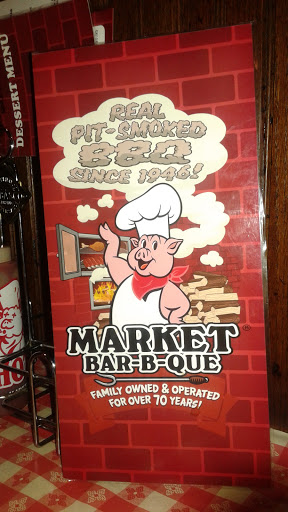 DESSERT MENU
REAL
PIT-SMOKED
BBQ
SINCE 1946!
MARKET®
BAR-B-QUE
FAMILY OWNED & OPERATED
FOR OVER 70 YEARS!